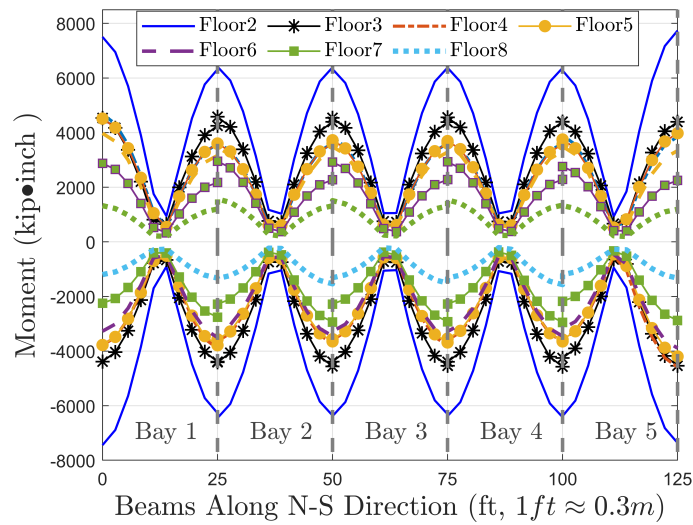 Floor2 Floor3 Floor4 Floor5
Floor6 Floor7 Floor8
8000
6000
4000
2000
0
-2000
-4000
-6000
-8000
Moment (kip•inch )
Bay 1 Bay 2 Bay 3 Bay 4 Bay 5
0 25 50 75 100 125
Beams Along N-S Direction (ft, 1ft ≈ 0.3m)